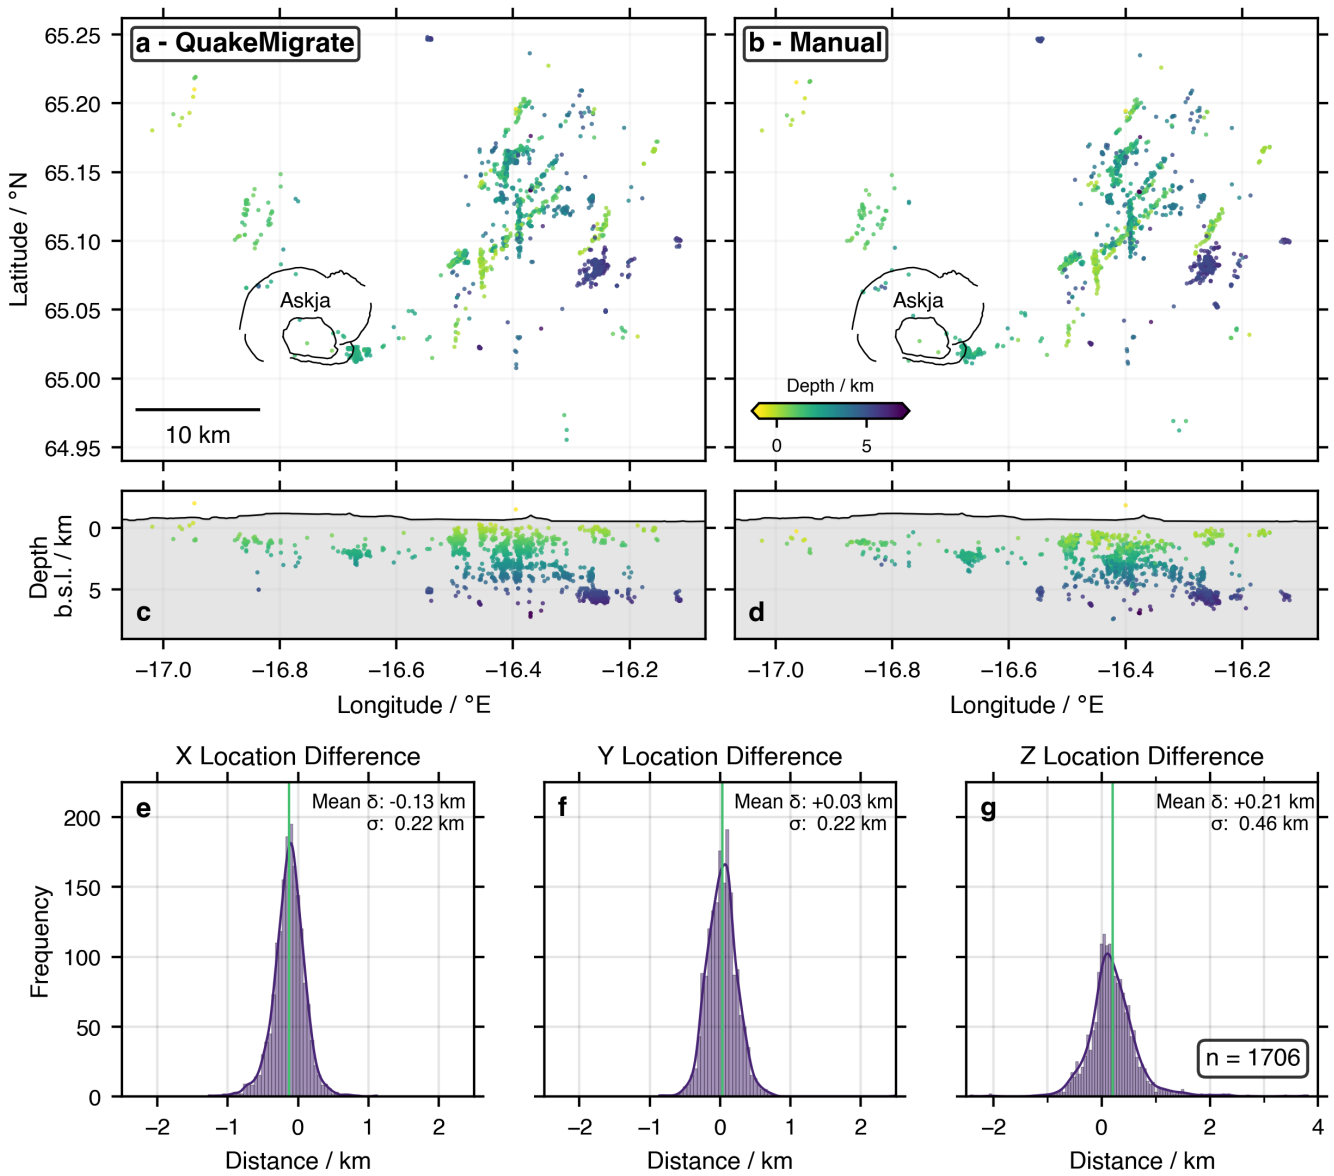 a - QuakeMigrate
b - Manual
65.25
65.20
65.15
65.10
65.05
65.00
64.95
Latitude / °N
Askja
Askja
10 km
Depth / km
0
5
0
5
Depth
b.s.l. / km
c
d
−17.0
−16.8
−16.6
−16.4
−16.2
−17.0
−16.8
−16.6
−16.4
−16.2
Longitude / °E
Longitude / °E
X Location Difference
Y Location Difference
Z Location Difference
e
Mean δ: -0.13 km
σ: 0.22 km
f
Mean δ: +0.03 km
σ: 0.22 km
g
Mean δ: +0.21 km
σ: 0.46 km
n = 1706
200
150
100
50
0
Frequency
−2
−1
0
1
2
−2
−1
0
1
2
−2
0
2
4
Distance / km
Distance / km
Distance / km